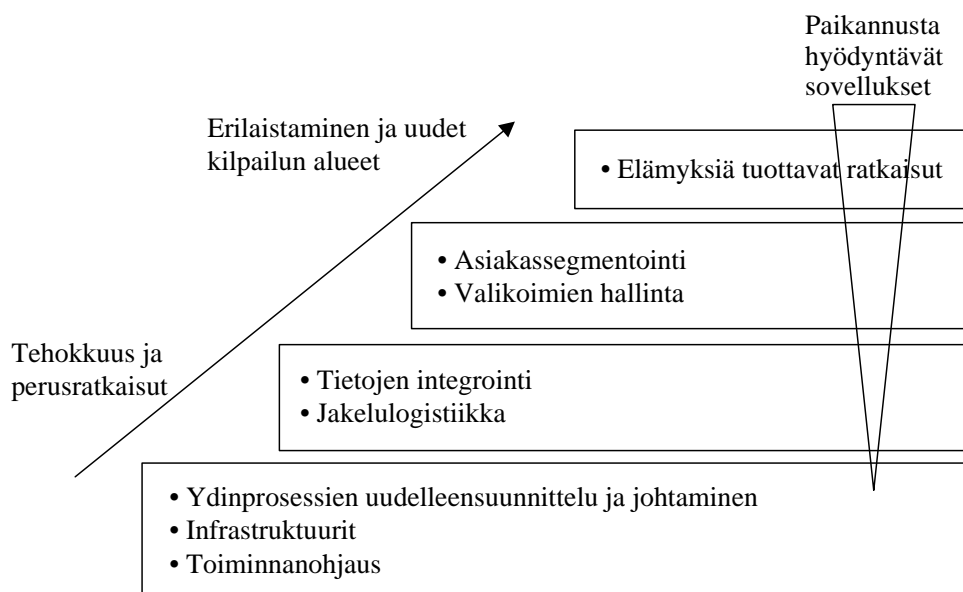 Paikannusta
hyödyntävät
sovellukset
Erilaistaminen ja uudet
kilpailun alueet
• Elämyksiä tuottavat ratkaisut
• Asiakassegmentointi
• Valikoimien hallinta
Tehokkuus ja
perusratkaisut
• Tietojen integrointi
• Jakelulogistiikka
• Ydinprosessien uudelleensuunnittelu ja johtaminen
• Infrastruktuurit
• Toiminnanohjaus